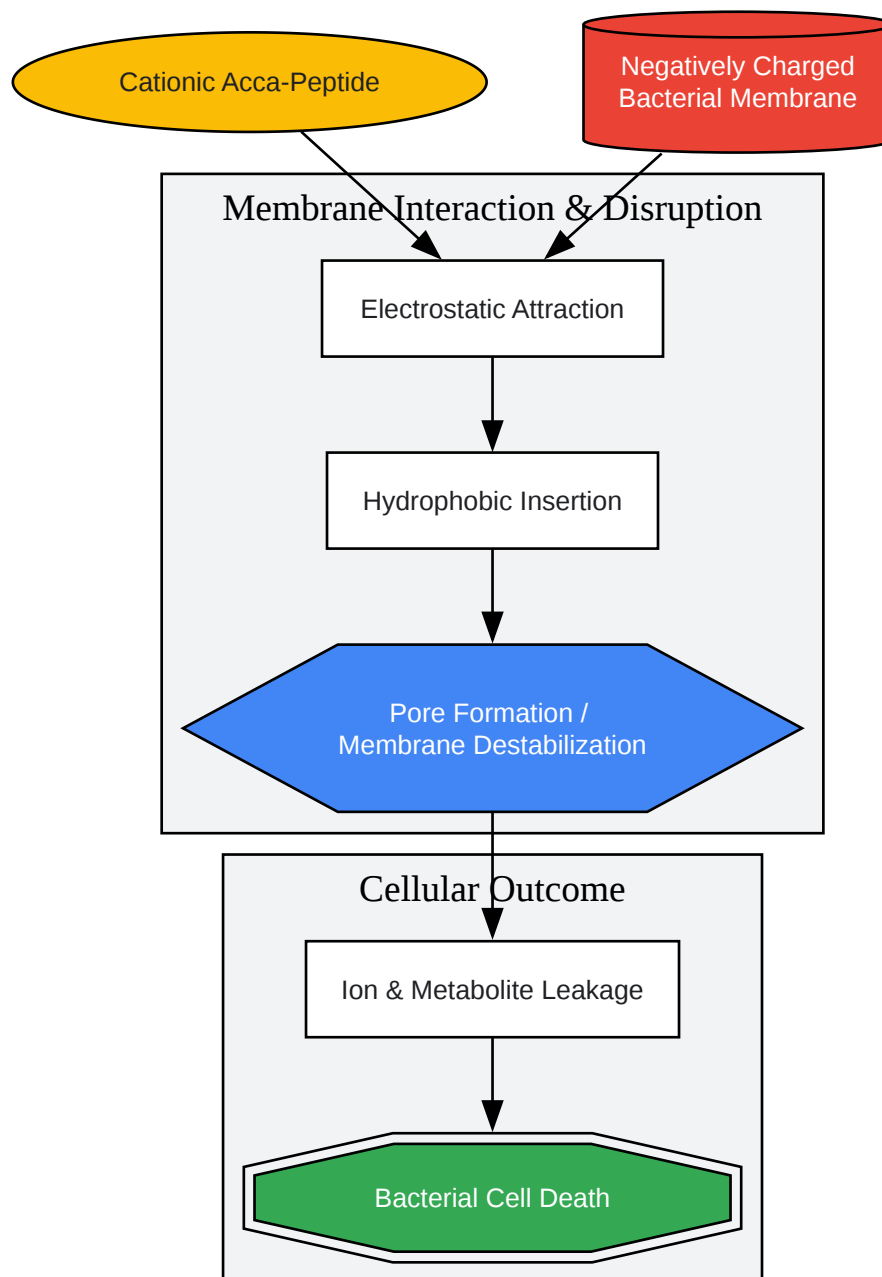 Cationic Acca-Peptide
Negatively Charged
Bacterial Membrane
Membrane Interaction & Disruption
Electrostatic Attraction
Hydrophobic Insertion
Pore Formation /
Membrane Destabilization
Cellular Outcome
Ion & Metabolite Leakage
Bacterial Cell Death